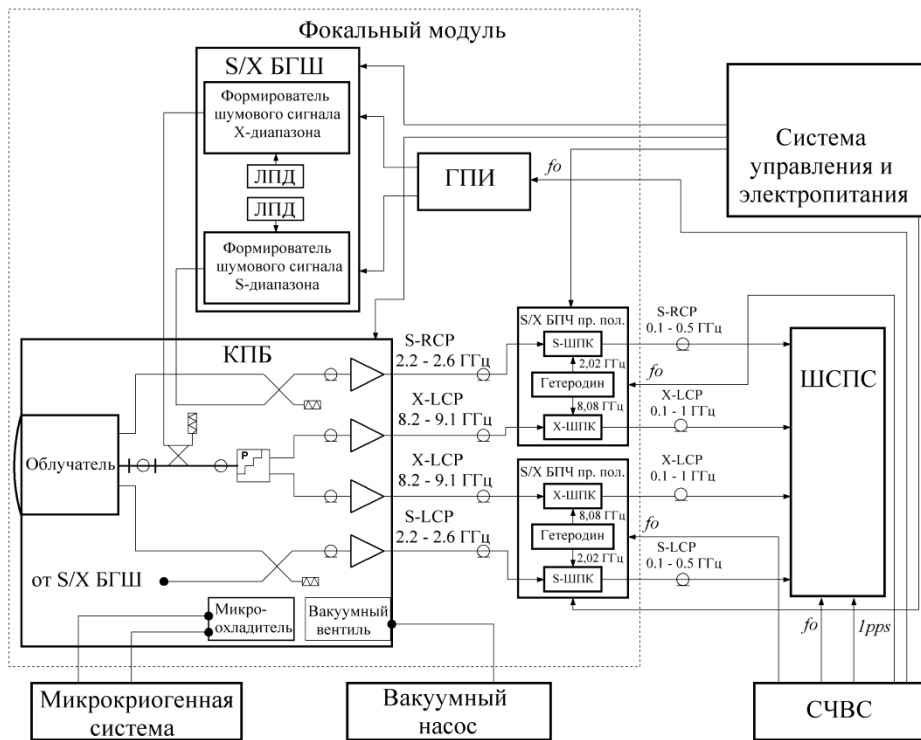 Фокальный модуль
S/X БГШ
Формирователь
шумового сигнала
X-диапазона
ЛПД
ЛПД
Формирователь
шумового сигнала
S-диапазона
ГПИ
fo
Система
управления и
электропитания
КПБ
Облучатель
P
от S/X БГШ
Микро-
охладитель
Вакуумный
вентиль
S-RCP
2.2 - 2.6 ГГц
X-LCP
8.2 - 9.1 ГГц
X-LCP
8.2 - 9.1 ГГц
S-LCP
2.2 - 2.6 ГГц
S/X БПЧ пр. пол.
S-ШПК
2,02 ГГц
Гетеродин
8,08 ГГц
X-ШПК
fo
S/X БПЧ пр. пол.
X-ШПК
8,08 ГГц
Гетеродин
2,02 ГГц
S-ШПК
fo
S-RCP
0.1 - 0.5 ГГц
X-LCP
0.1 - 1 ГГц
X-LCP
0.1 - 1 ГГц
S-LCP
0.1 - 0.5 ГГц
ШСПС
fo
1pps
Микрокриогенная
система
Вакуумный
насос
СЧВС